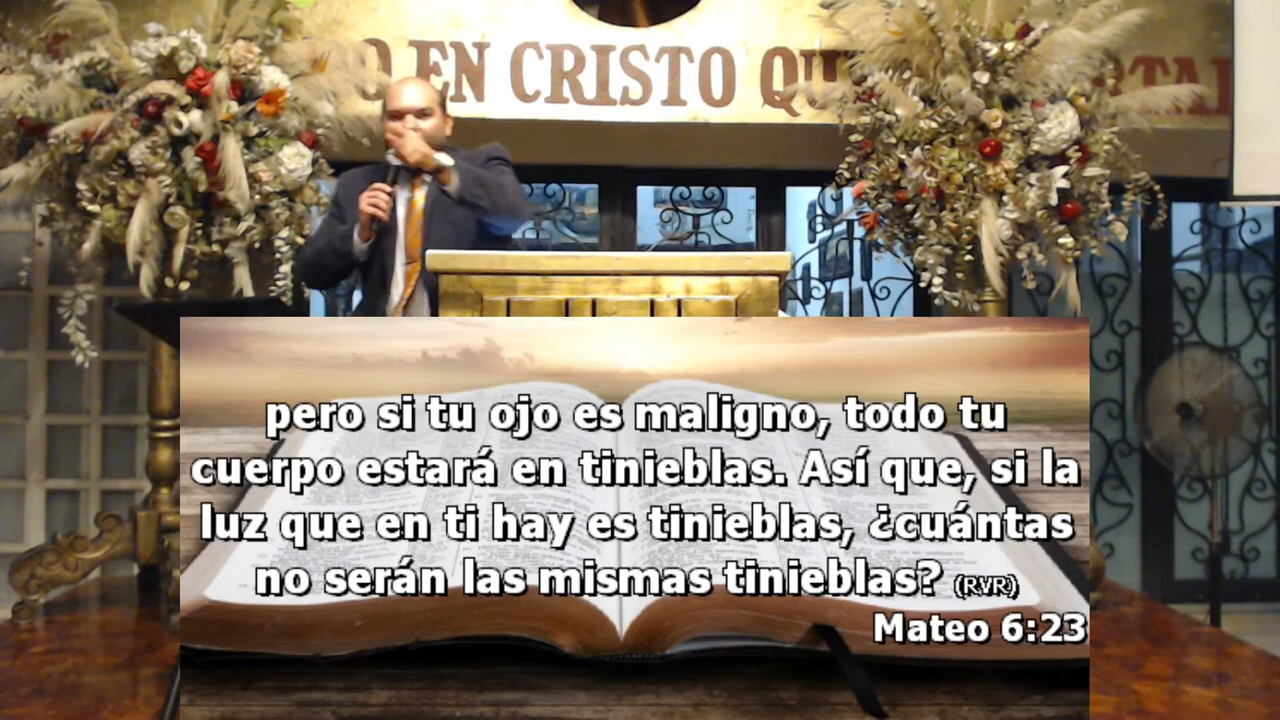 EN CRISTO
pero si tu ojo es maligno, todo tu
cuerpo estará en tinieblas. Así que, si la
luz que en ti hay es tinieblas, ¿cuántas
no serán las mismas tinieblas? (RVR)
Mateo 6:23